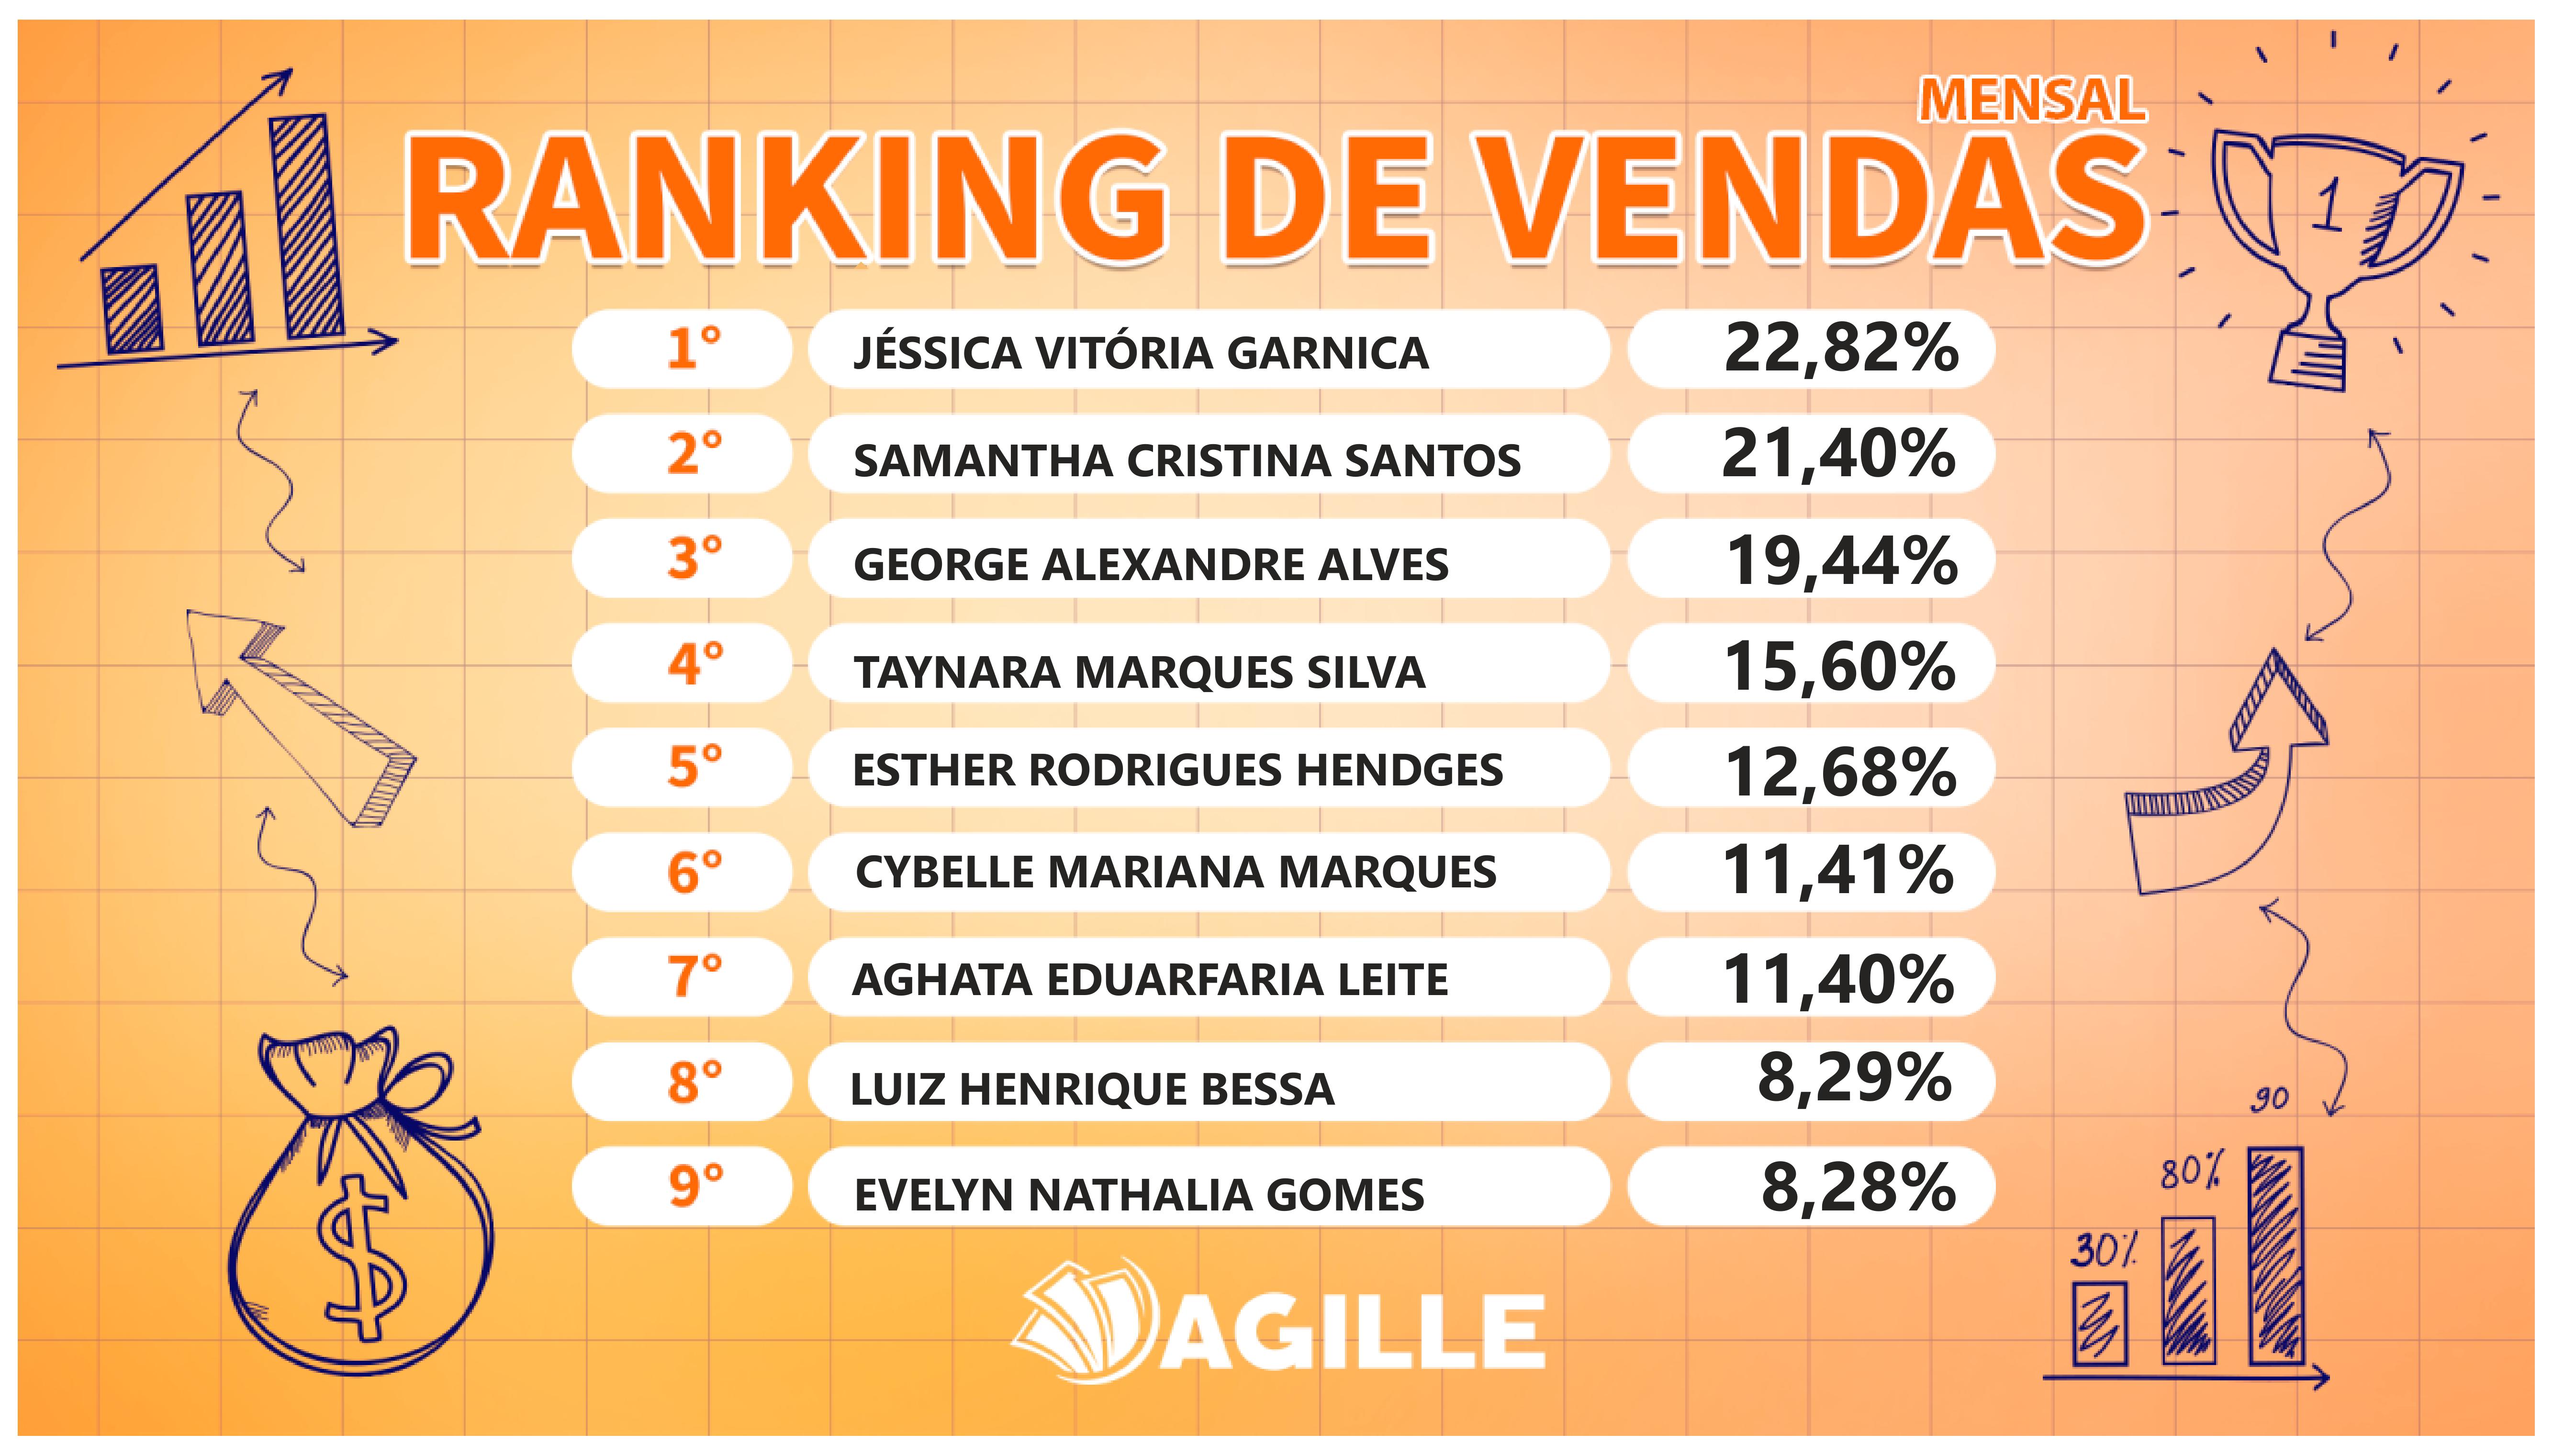 MENSAL
RANKING DE VENDAS
1
1° JÉSSICA VITÓRIA GARNICA 22,82%
2° SAMANTHA CRISTINA SANTOS 21,40%
3° GEORGE ALEXANDRE ALVES 19,44%
4° TAYNARA MARQUES SILVA 15,60%
5° ESTHER RODRIGUES HENDGES 12,68%
6° CYBELLE MARIANA MARQUES 11,41%
7° AGHATA EDUARFARIA LEITE 11,40%
8° LUIZ HENRIQUE BESSA 8,29%
9° EVELYN NATHALIA GOMES 8,28%
90
80%
30%
$
AGILLE